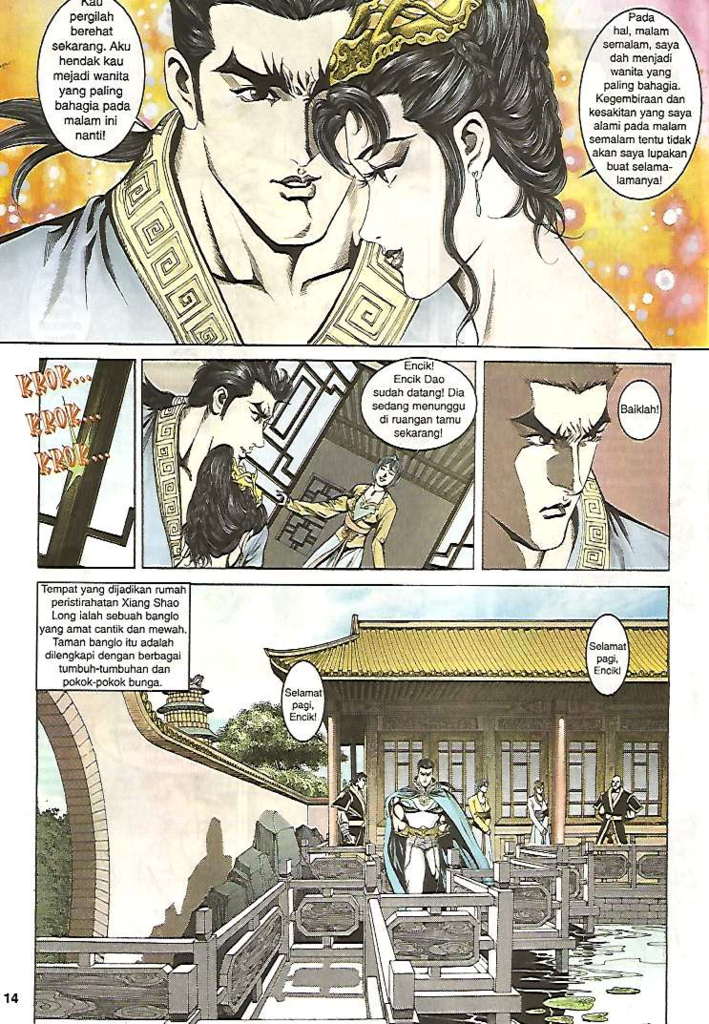 Kau
pergilah
berehat
sekarang. Aku
hendak kau
mejadi wanita
yang paling
bahagia pada
malam ini
nanti!
Pada
hal, malam
semalam, saya
dah menjadi
wanita yang
paling bahagia.
Kegembiraan dan
kesakitan yang saya
alami pada malam
semalam tentu tidak
akan saya lupakan
buat selama-
lamanya!
KROK...
KROK...
KROK...
Encik!
Encik Dao
sudah datang! Dia
sedang menunggu
di ruangan tamu
sekarang!
Baiklah!
Tempat yang dijadikan rumah
peristirahatan Xiang Shao
Long ialah sebuah banglo
yang amat cantik dan mewah.
Taman banglo itu adalah
dilengkapi dengan berbagai
tumbuh-tumbuhan dan
pokok-pokok bunga.
Selamat
pagi,
Encik!
Selamat
pagi,
Encik!
14